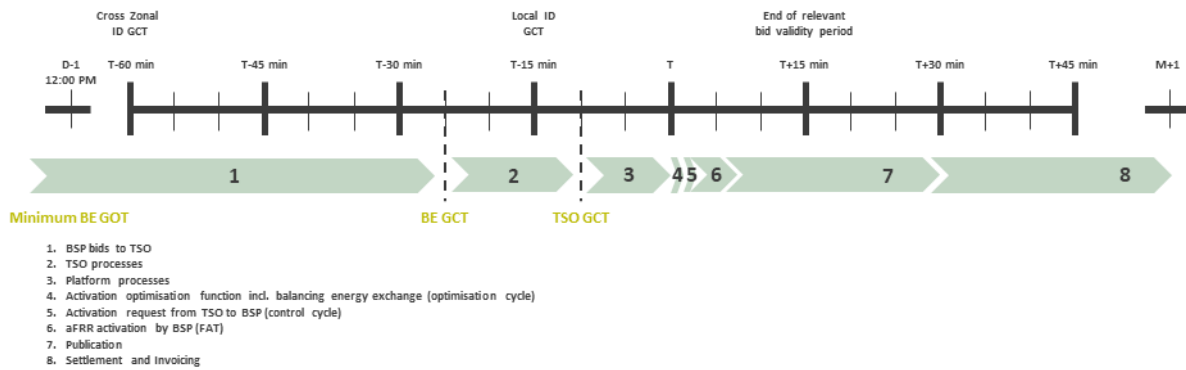 Cross Zonal
ID GCT
Local ID
GCT
End of relevant
bid validity period
D-1
12:00 PM
T-60 min
T-45 min
T-30 min
T-15 min
T
T+15 min
T+30 min
T+45 min
M+1
1
2
3
4
5
6
7
8
Minimum BE GOT
BE GCT
TSO GCT
1. BSP bids to TSO
2. TSO processes
3. Platform processes
4. Activation optimisation function incl. balancing energy exchange (optimisation cycle)
5. Activation request from TSO to BSP (control cycle)
6. aFRR activation by BSP (FAT)
7. Publication
8. Settlement and Invoicing